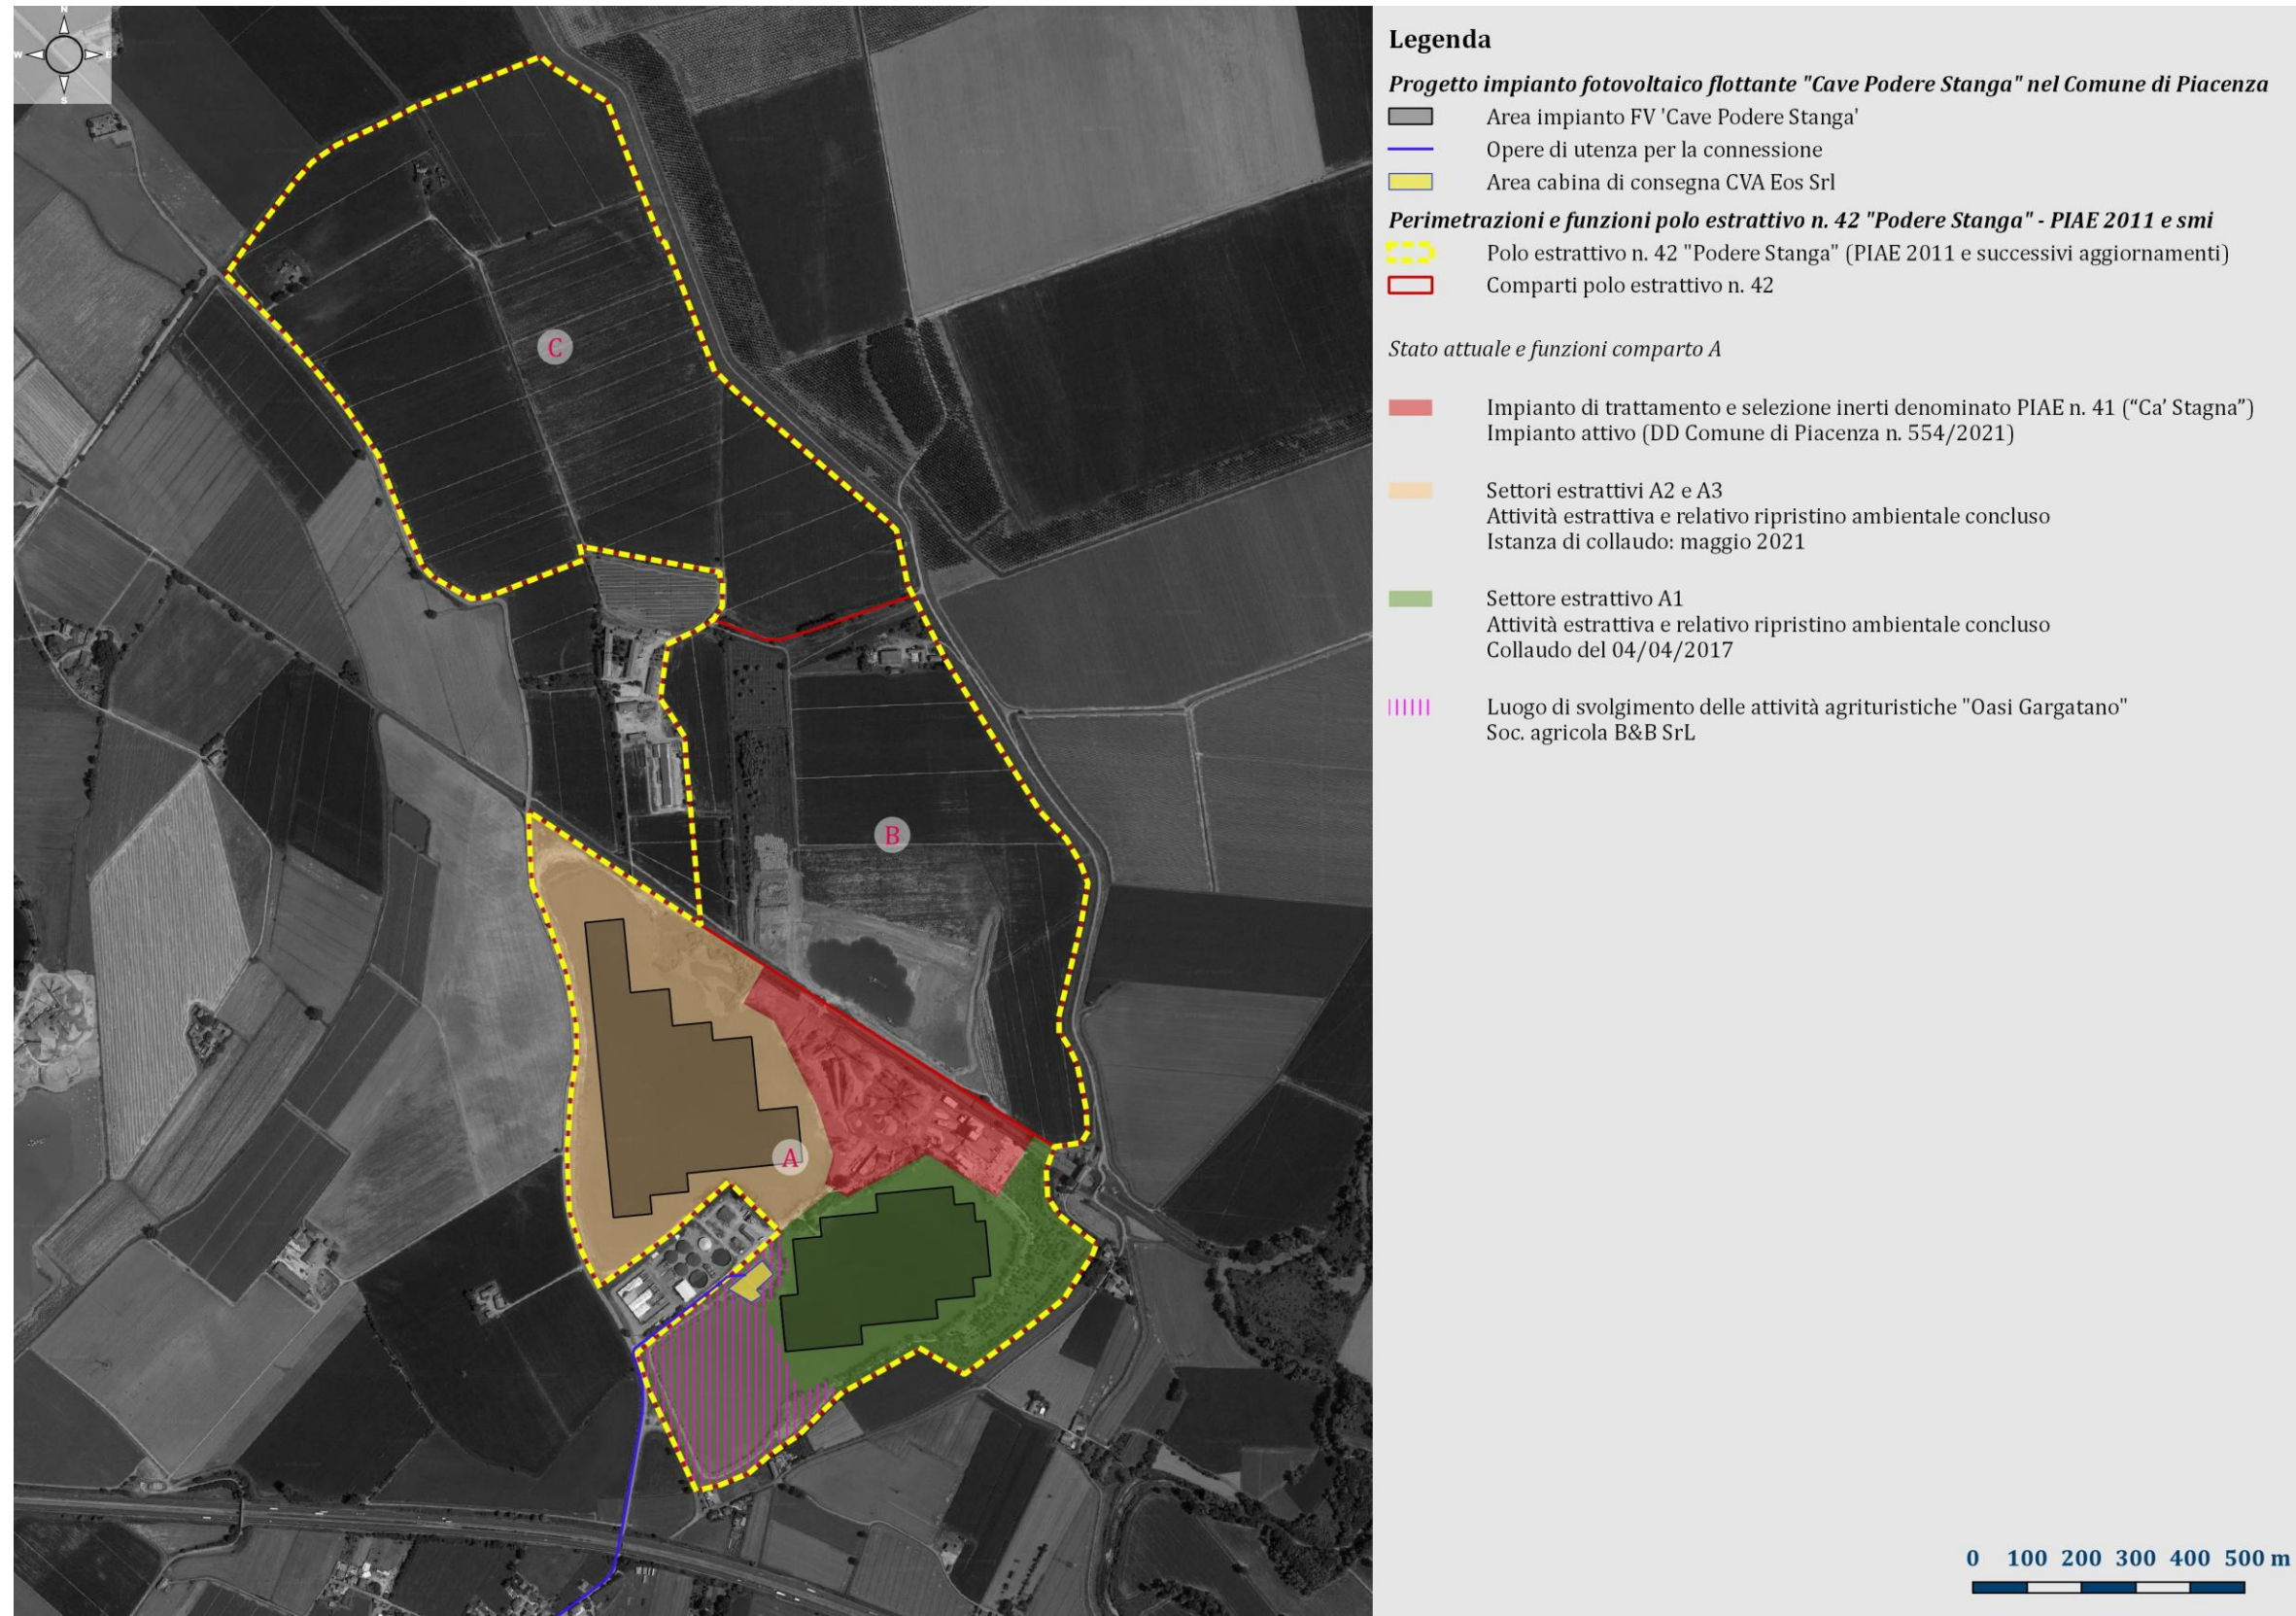 N
W
E
S
C
B
A
Legenda
Progetto impianto fotovoltaico flottante "Cave Podere Stanga" nel Comune di Piacenza
Area impianto FV 'Cave Podere Stanga'
Opere di utenza per la connessione
Area cabina di consegna CVA Eos Srl
Perimetrazioni e funzioni polo estrattivo n. 42 "Podere Stanga" - PIAE 2011 e smi
Polo estrattivo n. 42 "Podere Stanga" (PIAE 2011 e successivi aggiornamenti)
Comparti polo estrattivo n. 42
Stato attuale e funzioni comparto A
Impianto di trattamento e selezione inerti denominato PIAE n. 41 (“Ca’ Stagna”)
Impianto attivo (DD Comune di Piacenza n. 554/2021)
Settori estrattivi A2 e A3
Attività estrattiva e relativo ripristino ambientale concluso
Istanza di collaudo: maggio 2021
Settore estrattivo A1
Attività estrattiva e relativo ripristino ambientale concluso
Collaudo del 04/04/2017
Luogo di svolgimento delle attività agrituristiche "Oasi Gargatano"
Soc. agricola B&B SrL
0 100 200 300 400 500 m